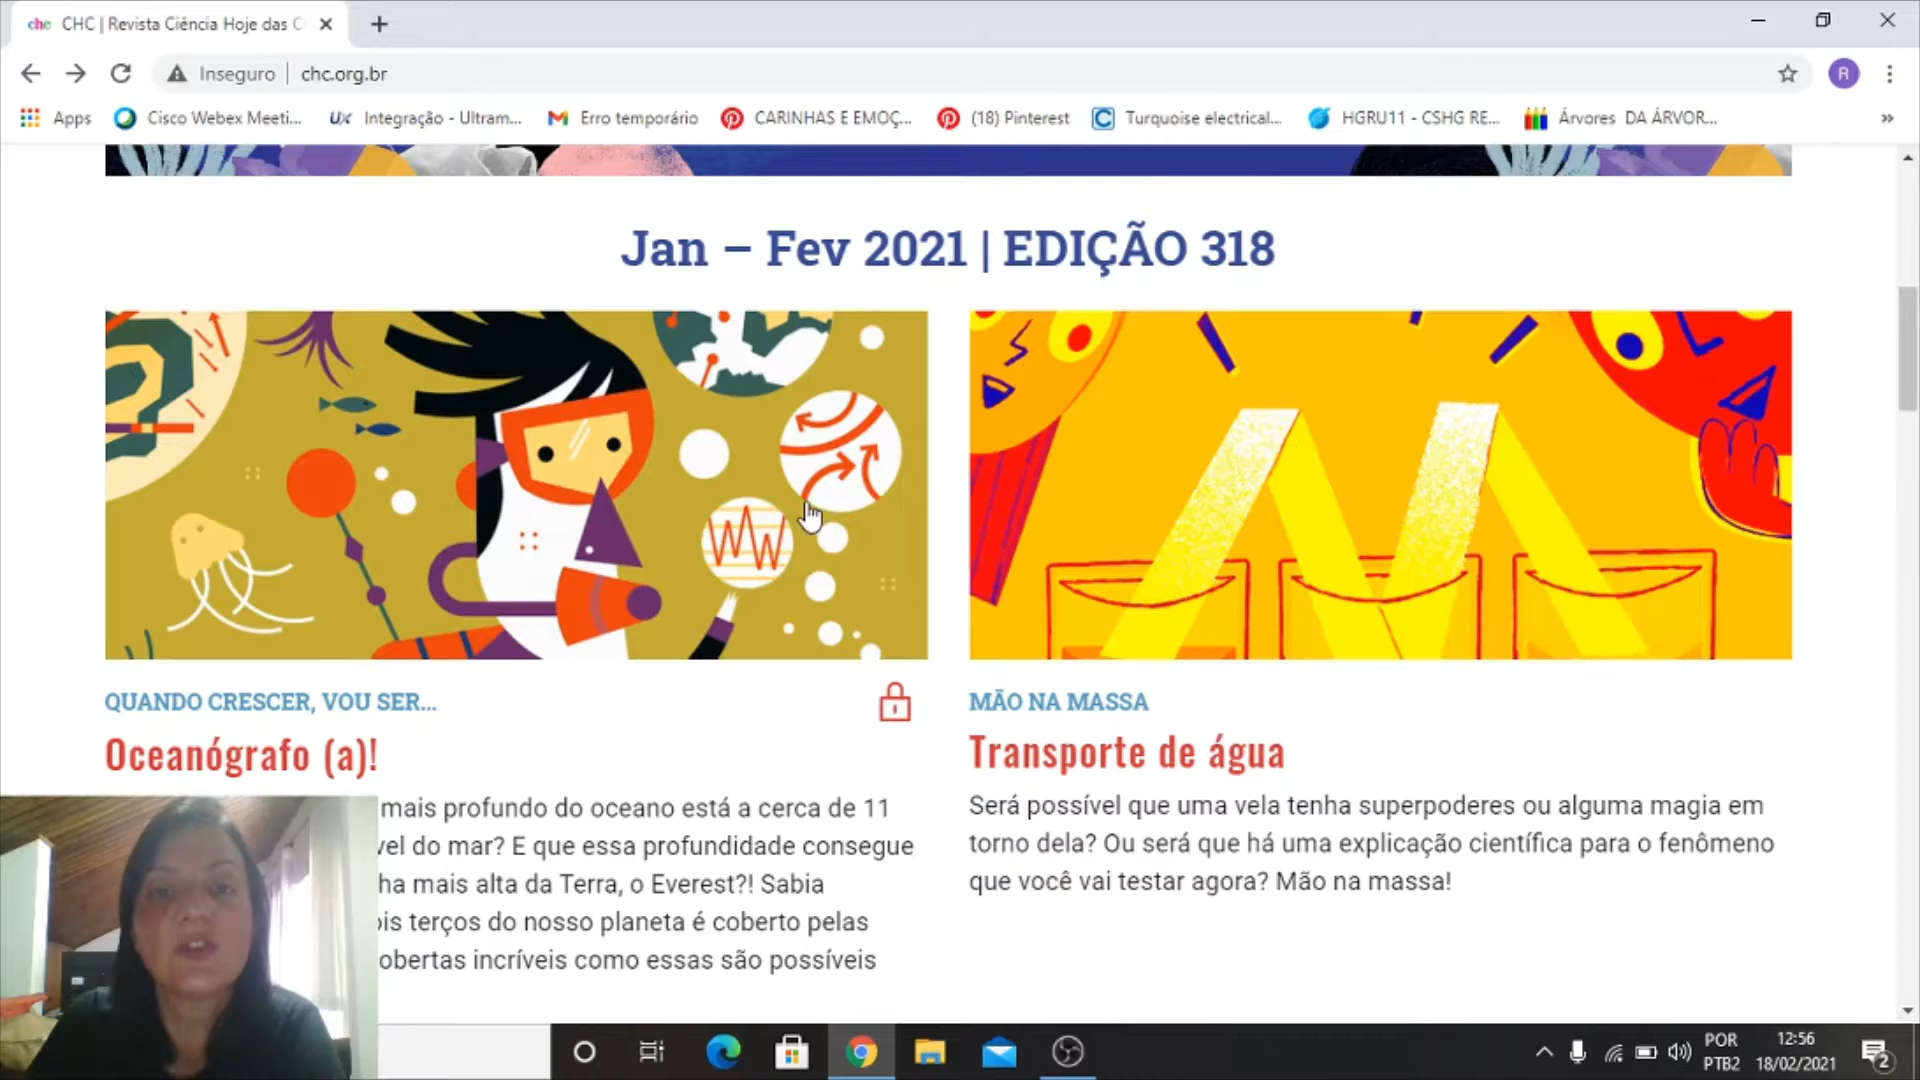 chc CHC | Revista Ciência Hoje das C
Inseguro chc.org.br R
Apps Cisco Webex Meeti... UX Integração - Ultram... Erro temporário CARINHAS E EMOÇ... (18) Pinterest Turquoise electrical... HGRU11 - CSHG RE... Árvores DA ÁRVOR... »
Jan – Fev 2021 | EDIÇÃO 318
QUANDO CRESCER, VOU SER...
Oceanógrafo (a)!
mais profundo do oceano está a cerca de 11
vel do mar? E que essa profundidade consegue
ha mais alta da Terra, o Everest?! Sabia
is terços do nosso planeta é coberto pelas
obertas incríveis como essas são possíveis
MÃO NA MASSA
Transporte de água
Será possível que uma vela tenha superpoderes ou alguma magia em
torno dela? Ou será que há uma explicação científica para o fenômeno
que você vai testar agora? Mão na massa!
POR
PTB2
12:56
18/02/2021
2